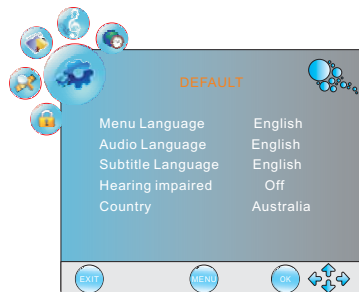 DEFAULT
Menu Language English
Audio Language English
Subtitle Language English
Hearing impaired Off
Country Australia
EXIT MENU OK